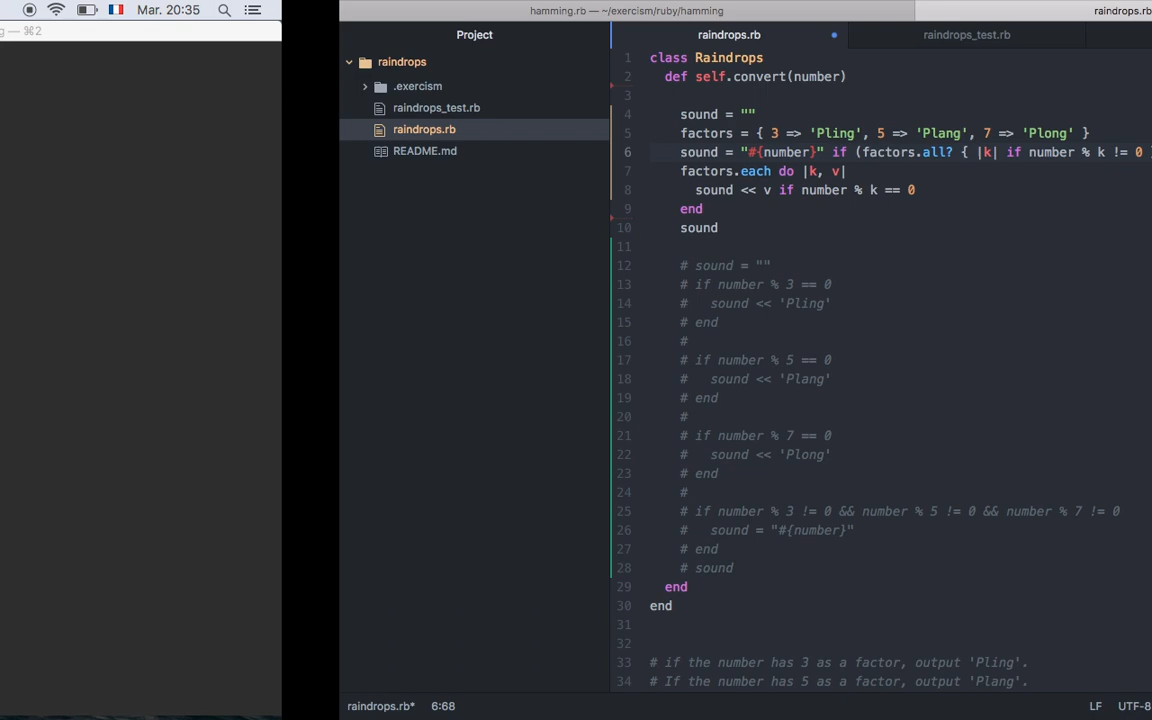 Mar. 20:35
g — ⌘2
hamming.rb — ~/exercism/ruby/hamming
raindrops.rb
Project
raindrops
.exercism
raindrops_test.rb
raindrops.rb
README.md
raindrops.rb
raindrops_test.rb
1 class Raindrops
2 def self.convert(number)
3
4 sound = ""
5 factors = { 3 => 'Pling', 5 => 'Plang', 7 => 'Plong' }
6 sound = "#{number}" if (factors.all? { |k| if number % k != 0 }
7 factors.each do |k, v|
8 sound << v if number % k == 0
9 end
10 sound
11
12 # sound = ""
13 # if number % 3 == 0
14 #   sound << 'Pling'
15 # end
16 #
17 # if number % 5 == 0
18 #   sound << 'Plang'
19 # end
20 #
21 # if number % 7 == 0
22 #   sound << 'Plong'
23 # end
24 #
25 # if number % 3 != 0 && number % 5 != 0 && number % 7 != 0
26 #   sound = "#{number}"
27 # end
28 # sound
29 end
30 end
31
32
33 # if the number has 3 as a factor, output 'Pling'.
34 # If the number has 5 as a factor, output 'Plang'.
raindrops.rb* 6:68
LF UTF-8